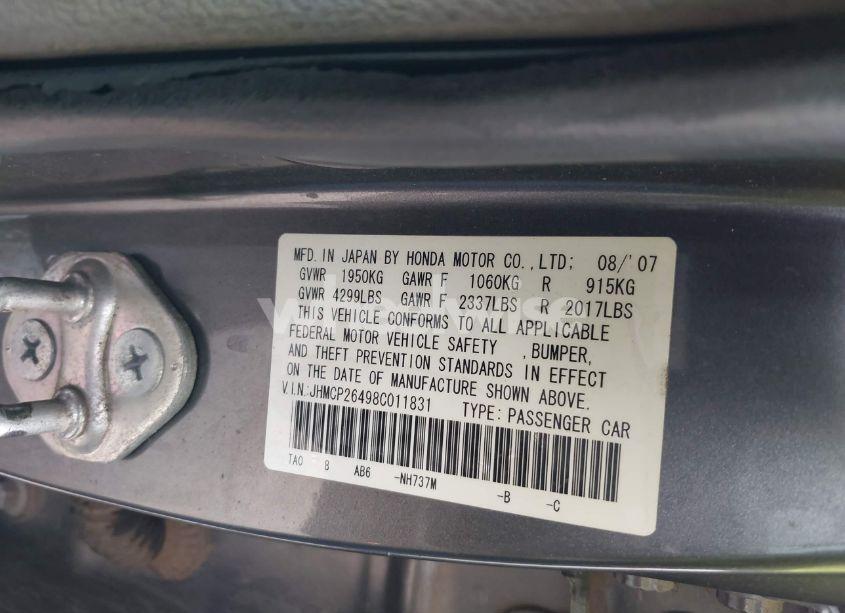 MFD. IN JAPAN BY HONDA MOTOR CO., LTD; 08/'07
GVWR 1950KG GAWR F 1060KG R 915KG
GVWR 4299LBS GAWR F 2337LBS R 2017LBS
THIS VEHICLE CONFORMS TO ALL APPLICABLE
FEDERAL MOTOR VEHICLE SAFETY ,BUMPER,
AND THEFT PREVENTION STANDARDS IN EFFECT
ON THE DATE OF MANUFACTURE SHOWN ABOVE.
V.I.N:JHMCP26498C011831 TYPE: PASSENGER CAR
TA0 8 AB6 -NH737M -B -C